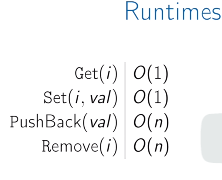 Runtimes
Get(i) O(1)
Set(i, val) O(1)
PushBack(val) O(n)
Remove(i) O(n)